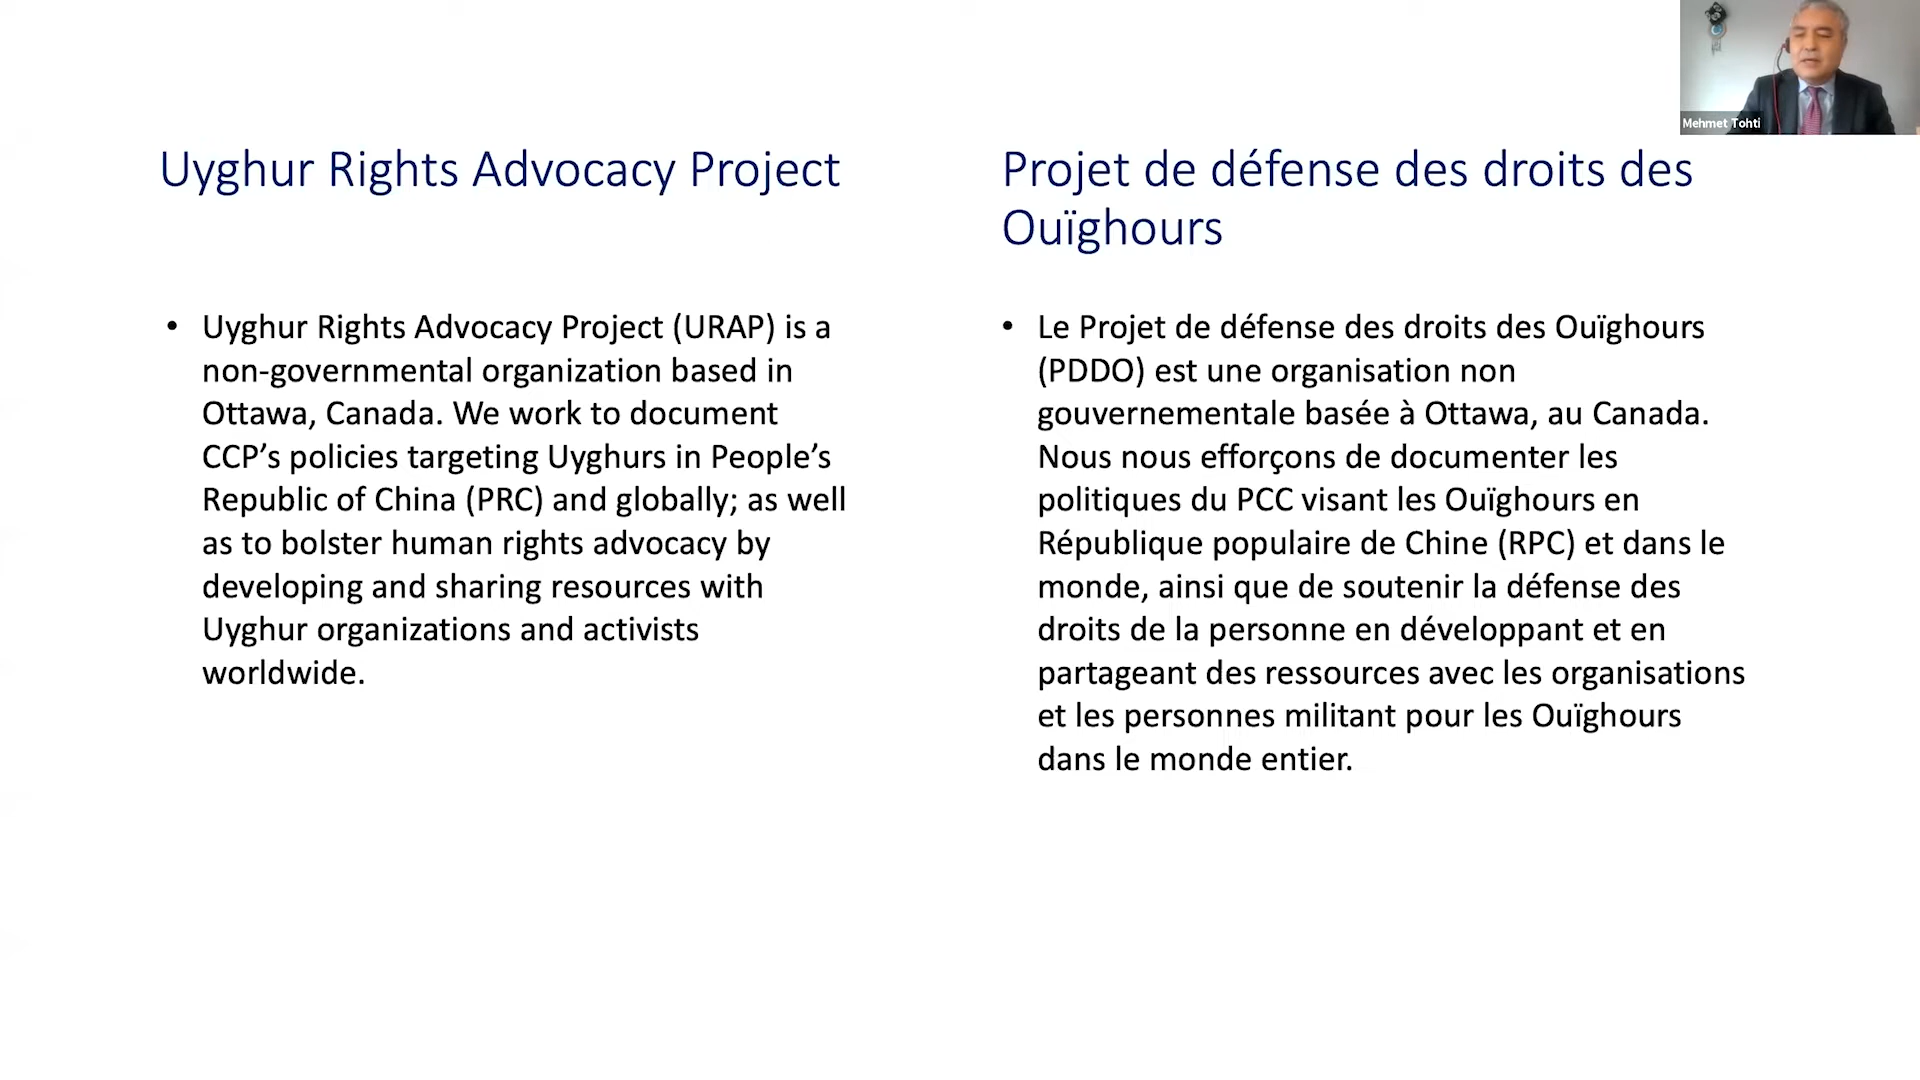 Mehmet Tohti
Uyghur Rights Advocacy Project
• Uyghur Rights Advocacy Project (URAP) is a
non-governmental organization based in
Ottawa, Canada. We work to document
CCP’s policies targeting Uyghurs in People’s
Republic of China (PRC) and globally; as well
as to bolster human rights advocacy by
developing and sharing resources with
Uyghur organizations and activists
worldwide.
Projet de défense des droits des
Ouïghours
• Le Projet de défense des droits des Ouïghours
(PDDO) est une organisation non
gouvernementale basée à Ottawa, au Canada.
Nous nous efforçons de documenter les
politiques du PCC visant les Ouïghours en
République populaire de Chine (RPC) et dans le
monde, ainsi que de soutenir la défense des
droits de la personne en développant et en
partageant des ressources avec les organisations
et les personnes militant pour les Ouïghours
dans le monde entier.